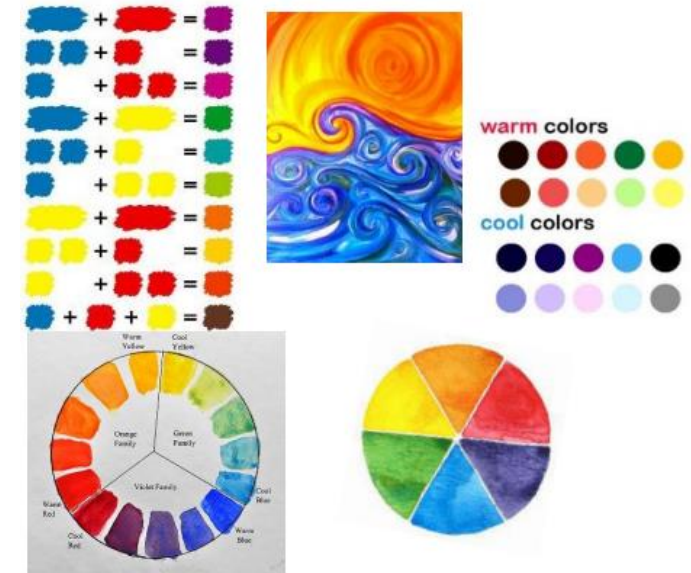 + =
+ =
+ =
+ =
+ =
+ =
+ =
+ =
+ =
+ + =
warm colors
cool colors
Warm
Yellow
Cool
Yellow
Orange
Family
Green
Family
Violet Family
Warm
Red
Cool
Red
Cool
Blue
Warm
Blue